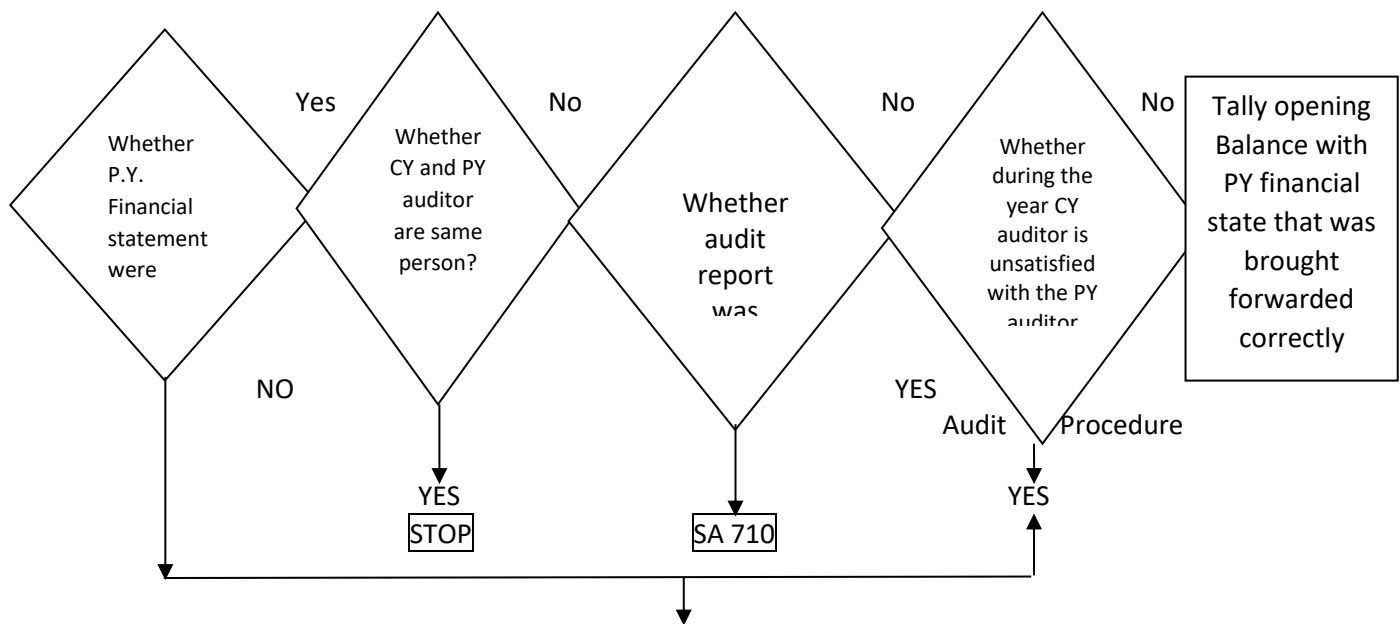 Whether
P.Y.
Financial
statement
were
Yes
Whether
CY and PY
auditor
are same
person?
No
Whether
audit
report
was
No
Whether
during the
year CY
auditor is
unsatisfied
with the PY
auditor
No
Tally opening
Balance with
PY financial
state that was
brought
forwarded
correctly
NO
YES
Audit Procedure
YES
STOP
SA 710
YES